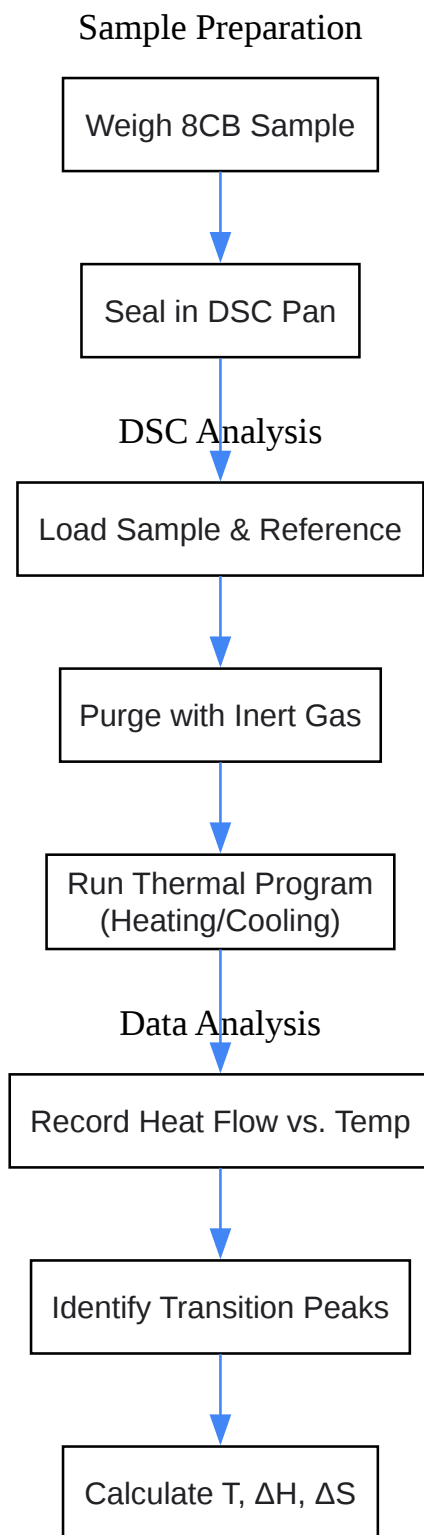 Sample Preparation
Weigh 8CB Sample
Seal in DSC Pan
DSC Analysis
Load Sample & Reference
Purge with Inert Gas
Run Thermal Program
(Heating/Cooling)
Data Analysis
Record Heat Flow vs. Temp
Identify Transition Peaks
Calculate T, ΔH, ΔS